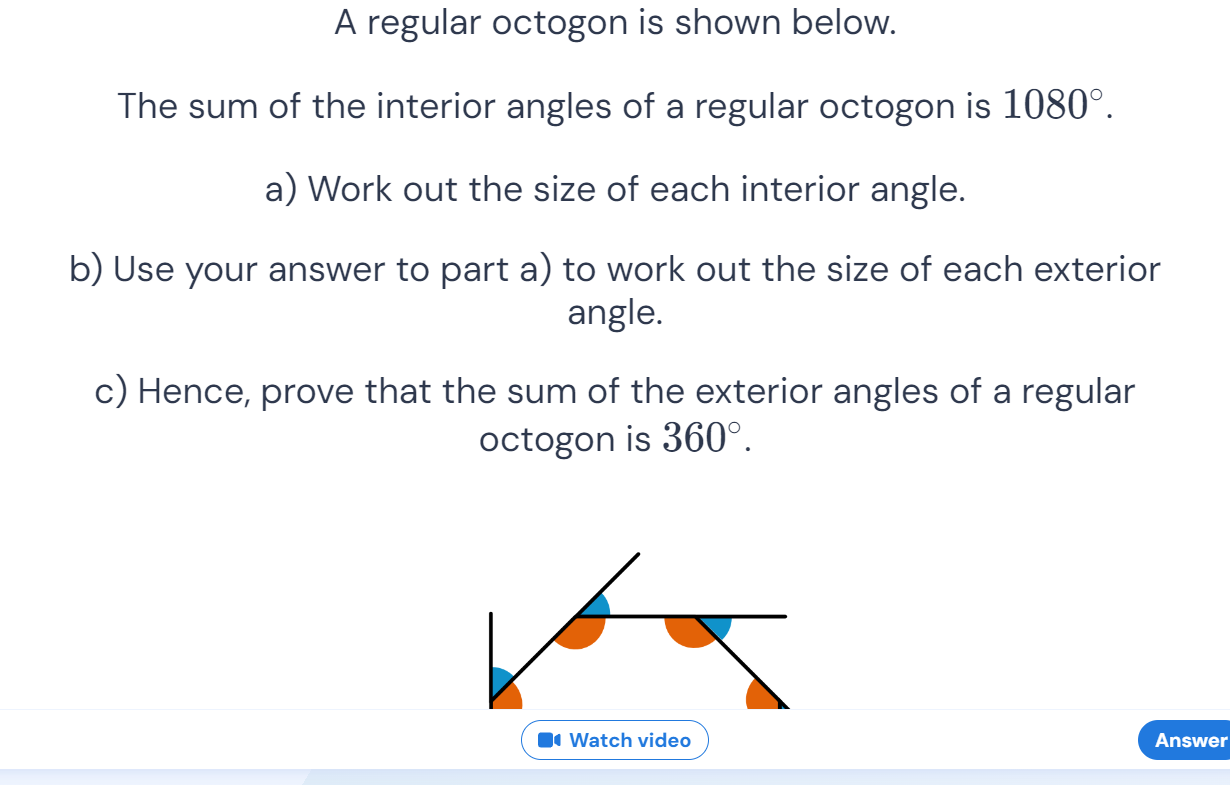 A regular octogon is shown below.
The sum of the interior angles of a regular octogon is 1080°.
a) Work out the size of each interior angle.
b) Use your answer to part a) to work out the size of each exterior
angle.
c) Hence, prove that the sum of the exterior angles of a regular
octogon is 360°.
Watch video
Answer